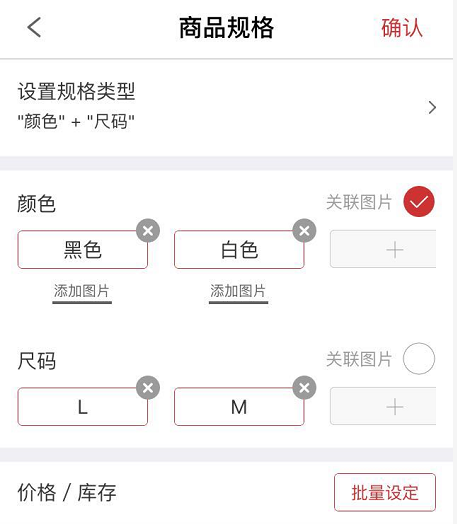 商品规格
确认
设置规格类型
"颜色" + "尺码"
颜色
关联图片
黑色
白色
添加图片
添加图片
尺码
关联图片
L
M
价格 / 库存
批量设定